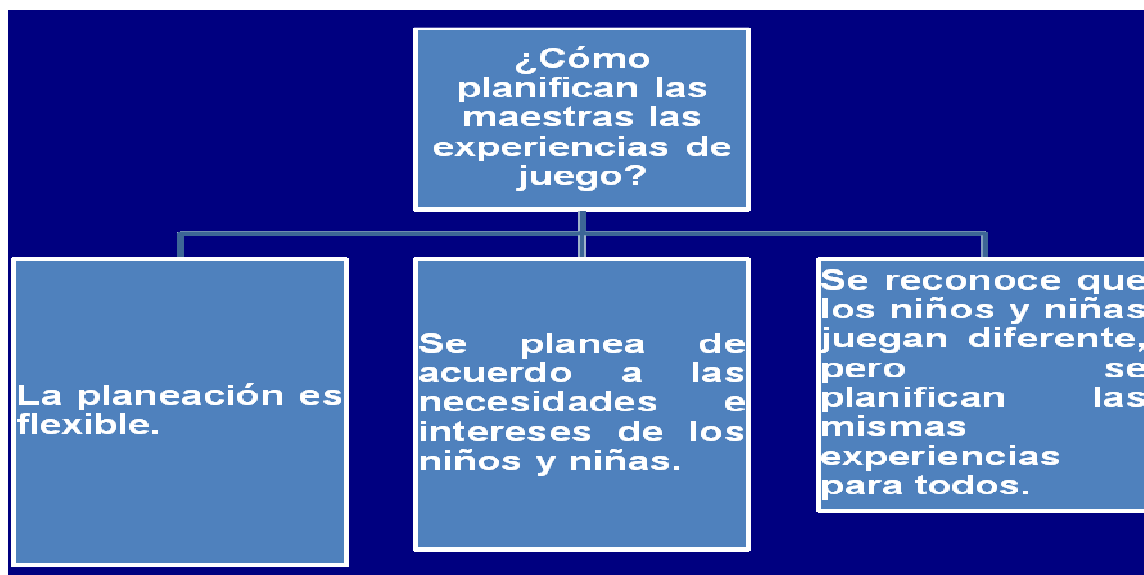 ¿Cómo
planifican las
maestras las
experiencias de
juego?
La planeación es
flexible.
Se planea de
acuerdo a las
necesidades e
intereses de los
niños y niñas.
Se reconoce que
los niños y niñas
juegan diferente,
pero se
planifican las
mismas
experiencias
para todos.